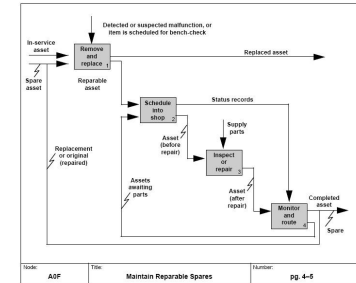 Detected or suspected malfunction, or
item is scheduled for bench-check
In-service
asset
Remove
and
replace
1
Replaced asset
Spare
asset
Reparable
asset
Schedule
into
shop
2
Status records
Asset
(before
repair)
Supply
parts
Replacement
or original
(repaired)
Inspect
or
repair
3
Assets
awaiting
parts
Asset
(after
repair)
Monitor
and
route
4
Completed
asset
Spare
Node:
A0F
Title:
Maintain Reparable Spares
Number:
pg. 4–5